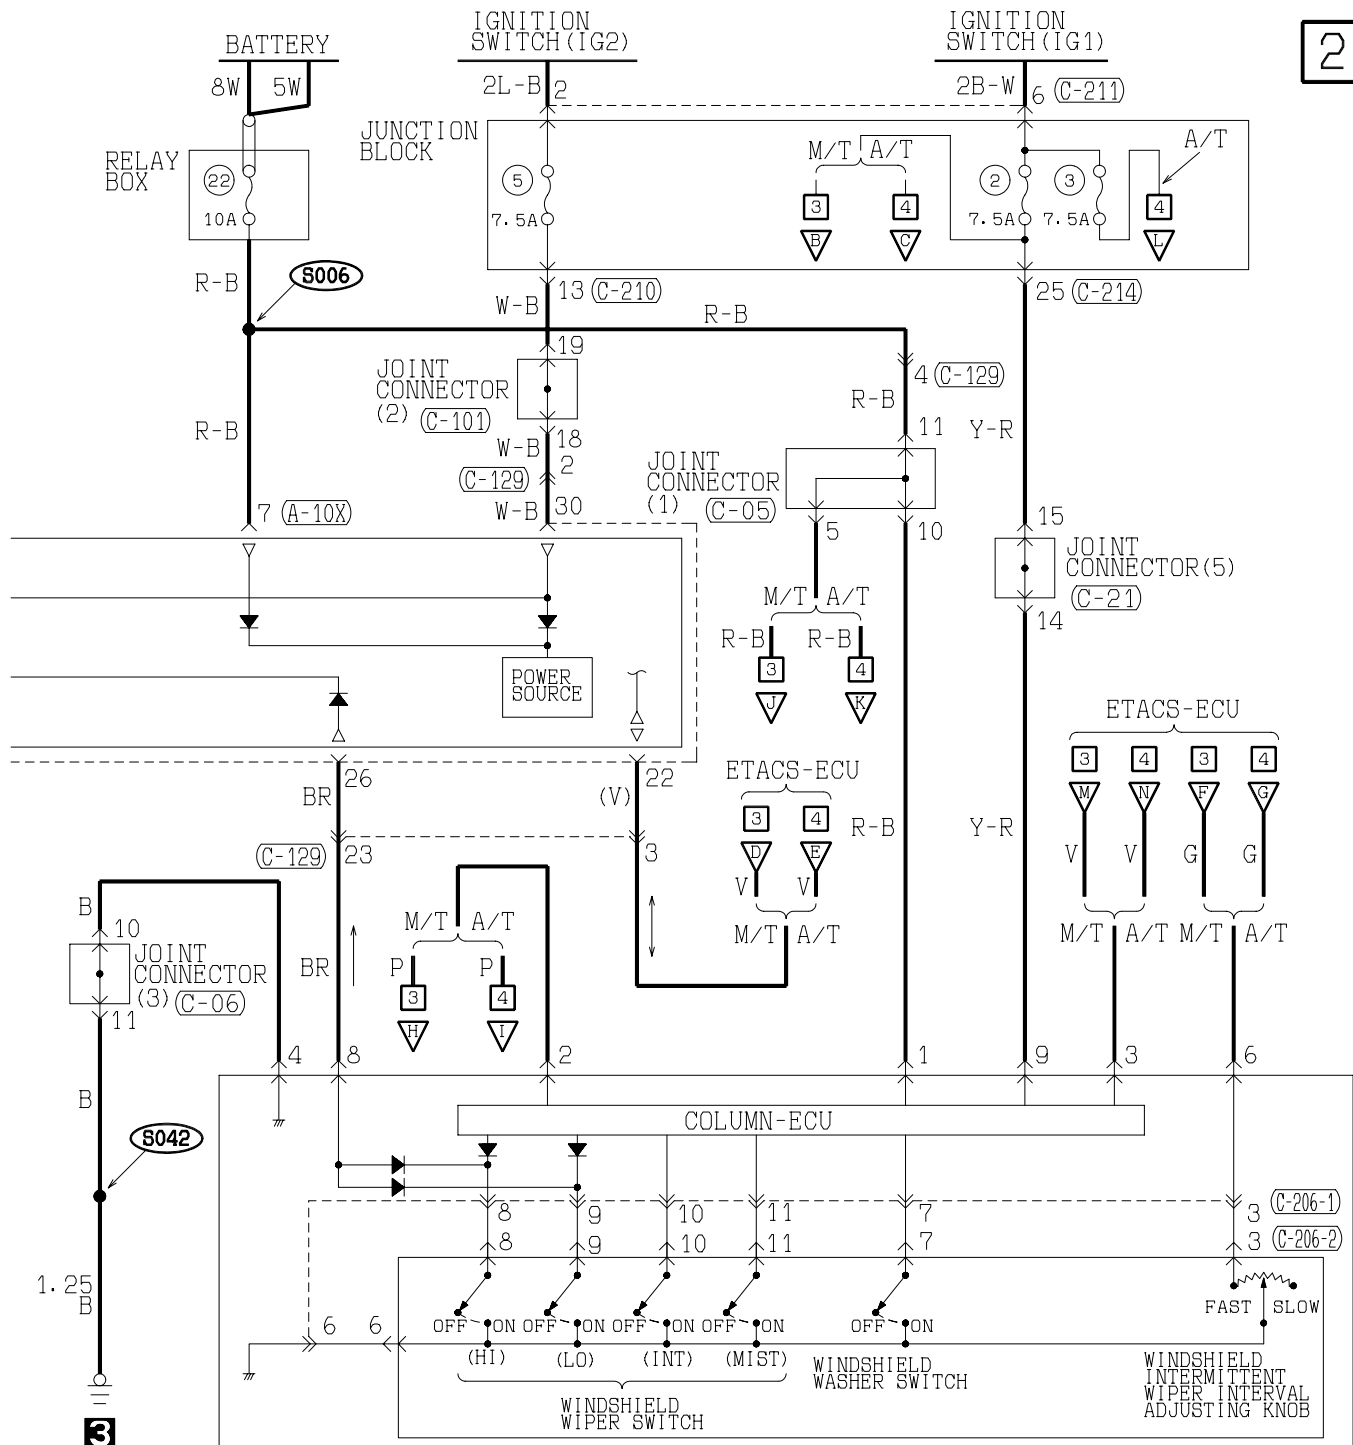 IGNITION
SWITCH(IG2)
IGNITION
SWITCH(IG1)
2
BATTERY
8W
5W
2L-B
2
2B-W
6
(C-211)
JUNCTION
BLOCK
RELAY
BOX
22
10A
5
7.5A
M/T
A/T
3
B
4
C
2
7.5A
3
7.5A
A/T
4
L
R-B
S006
13
(C-210)
W-B
R-B
25
(C-214)
19
JOINT
CONNECTOR
(2)
(C-101)
4
(C-129)
R-B
R-B
18
W-B
2
(C-129)
W-B
30
11
Y-R
JOINT
CONNECTOR
(1)
(C-05)
7
(A-10X)
5
10
15
JOINT
CONNECTOR(5)
(C-21)
14
M/T
A/T
R-B
R-B
3
4
J
K
POWER
SOURCE
ETACS-ECU
3
4
3
4
M
N
F
G
26
22
BR
(V)
ETACS-ECU
3
4
D
E
V
V
R-B
Y-R
V
V
G
G
(C-129)
23
3
B
10
M/T
A/T
M/T
A/T
M/T
A/T
M/T
A/T
JOINT
CONNECTOR
(3)
(C-06)
BR
P
P
3
4
H
I
11
4
8
2
1
9
3
6
B
COLUMN-ECU
S042
8
9
10
11
7
3
(C-206-1)
8
9
10
11
7
3
(C-206-2)
1.25
B
6
6
OFF
ON
OFF
ON
OFF
ON
OFF
ON
OFF
ON
FAST
SLOW
(HI)
(LO)
(INT)
(MIST)
WINDSHIELD
WASHER SWITCH
WINDSHIELD
INTERMITTENT
WIPER INTERVAL
ADJUSTING KNOB
WINDSHIELD
WIPER SWITCH
3